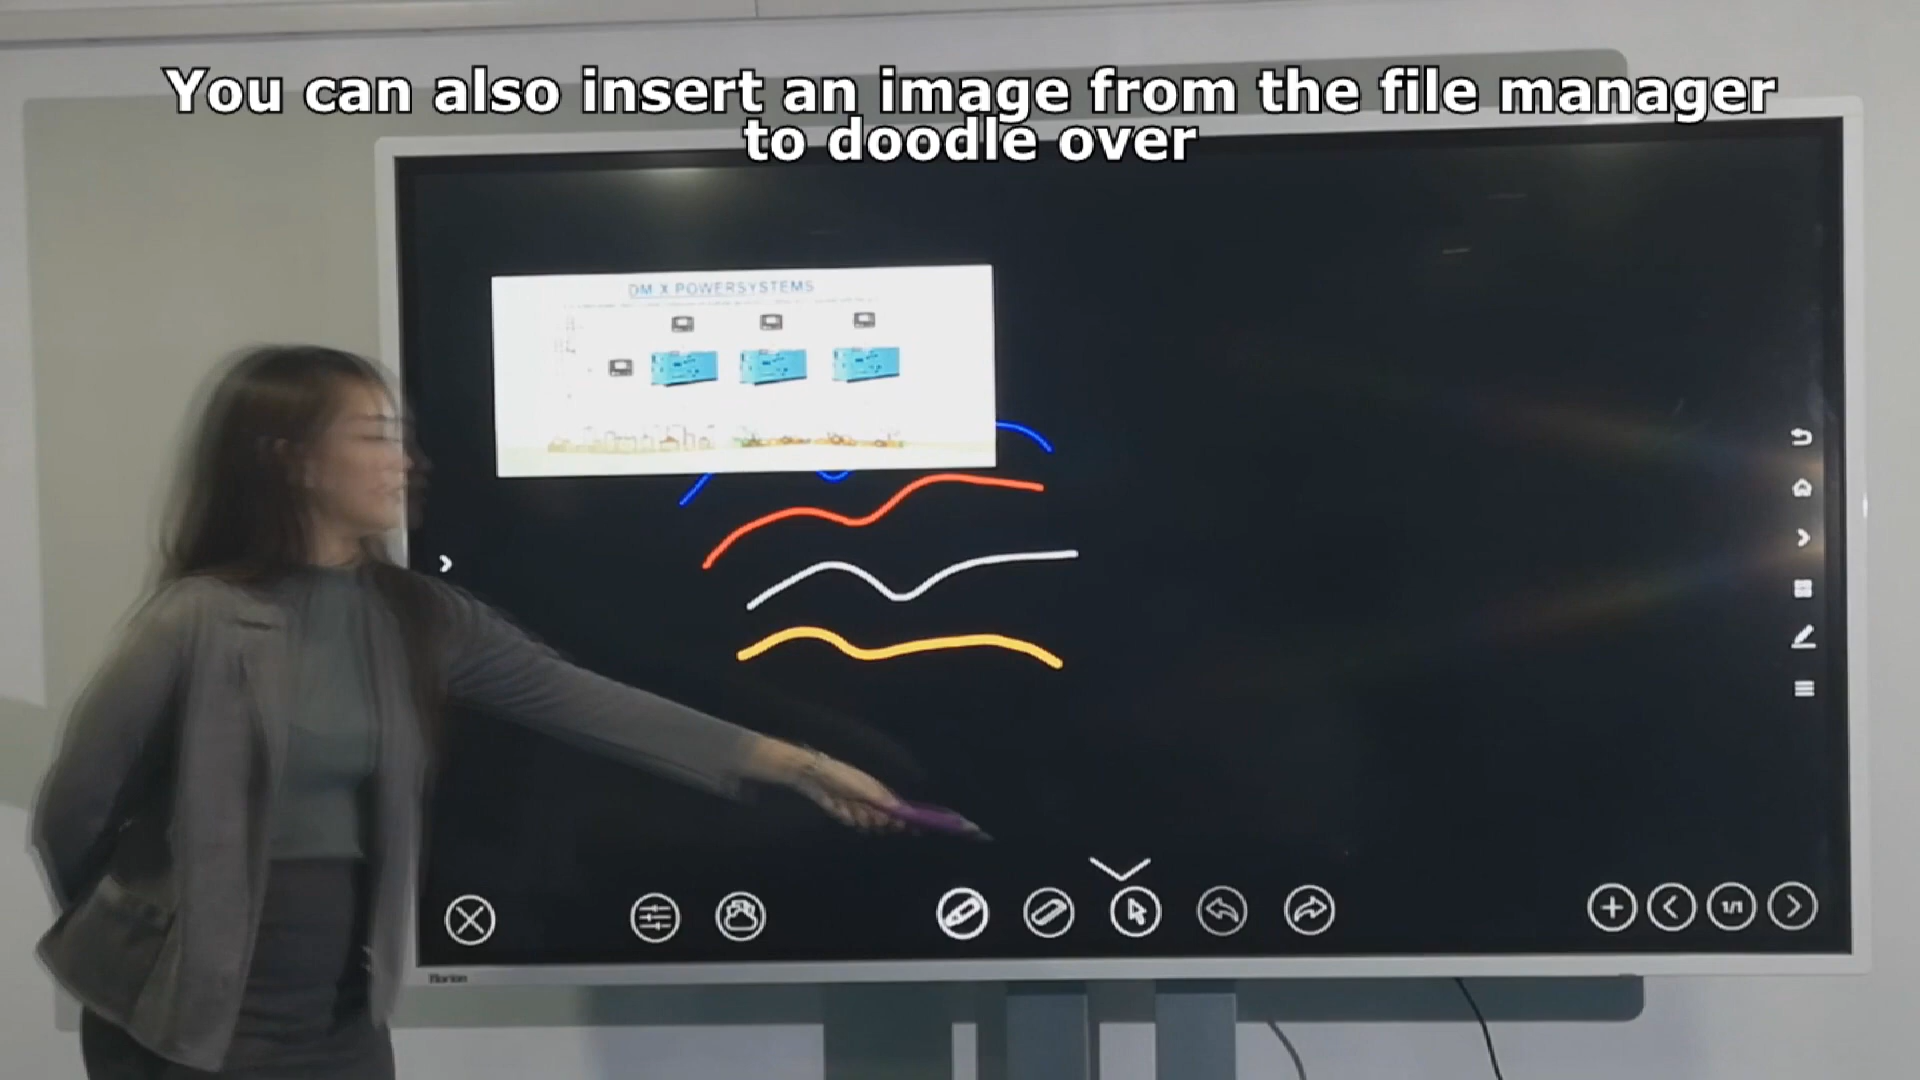 You can also insert an image from the file manager
to doodle over
DM X POWERSYSTEMS
1/1